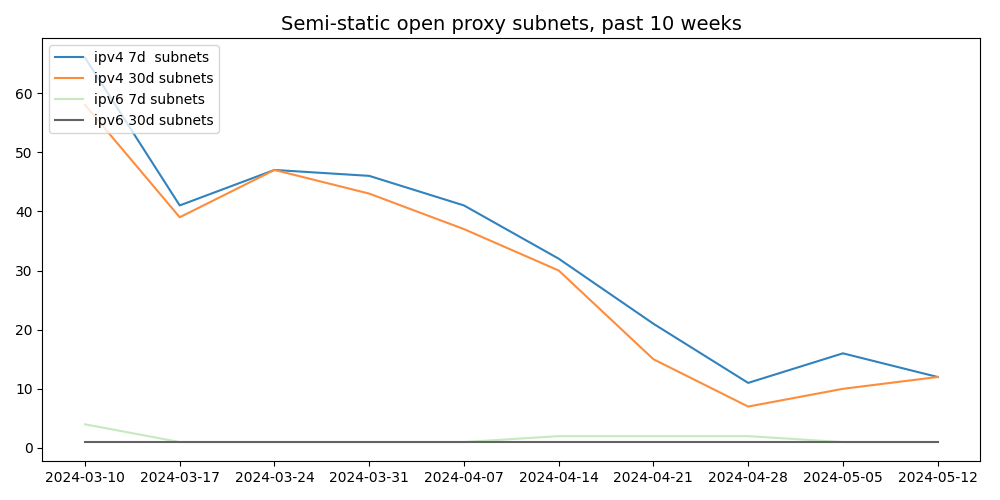 Semi-static open proxy subnets, past 10 weeks
ipv4 7d  subnets
ipv4 30d subnets
ipv6 7d subnets
ipv6 30d subnets
60
50
40
30
20
10
0
2024-03-10 2024-03-17 2024-03-24 2024-03-31 2024-04-07 2024-04-14 2024-04-21 2024-04-28 2024-05-05 2024-05-12